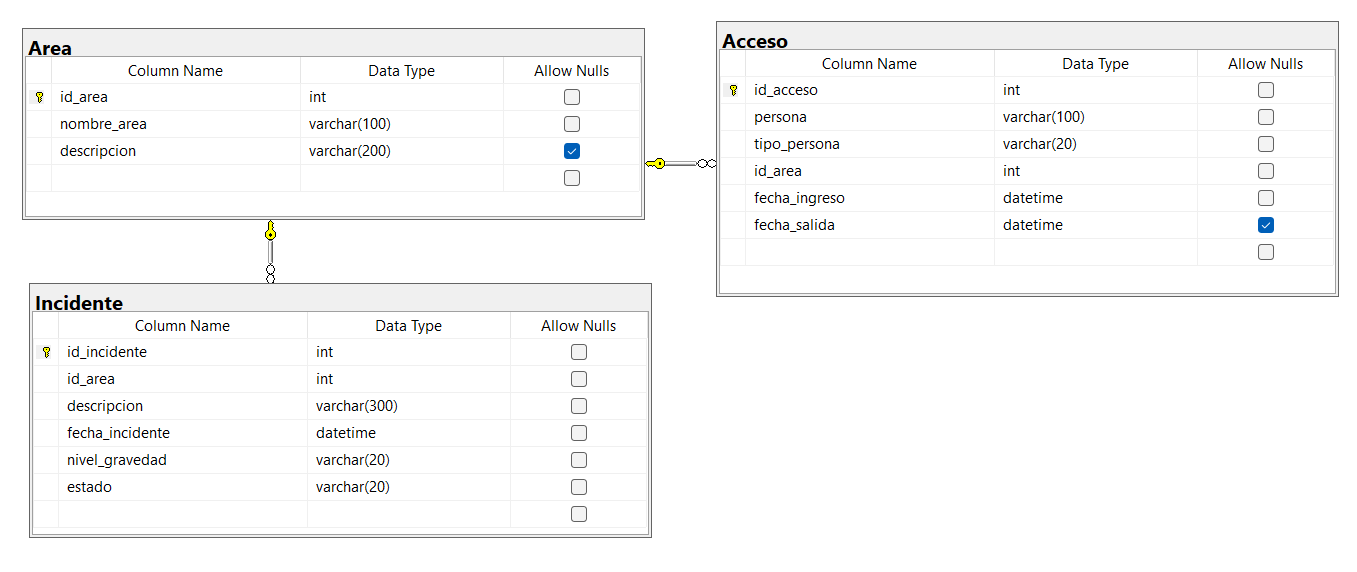 Area
Column Name Data Type Allow Nulls
id_area int
nombre_area varchar(100)
descripcion varchar(200)
Acceso
Column Name Data Type Allow Nulls
id_acceso int
persona varchar(100)
tipo_persona varchar(20)
id_area int
fecha_ingreso datetime
fecha_salida datetime
Incidente
Column Name Data Type Allow Nulls
id_incidente int
id_area int
descripcion varchar(300)
fecha_incidente datetime
nivel_gravedad varchar(20)
estado varchar(20)